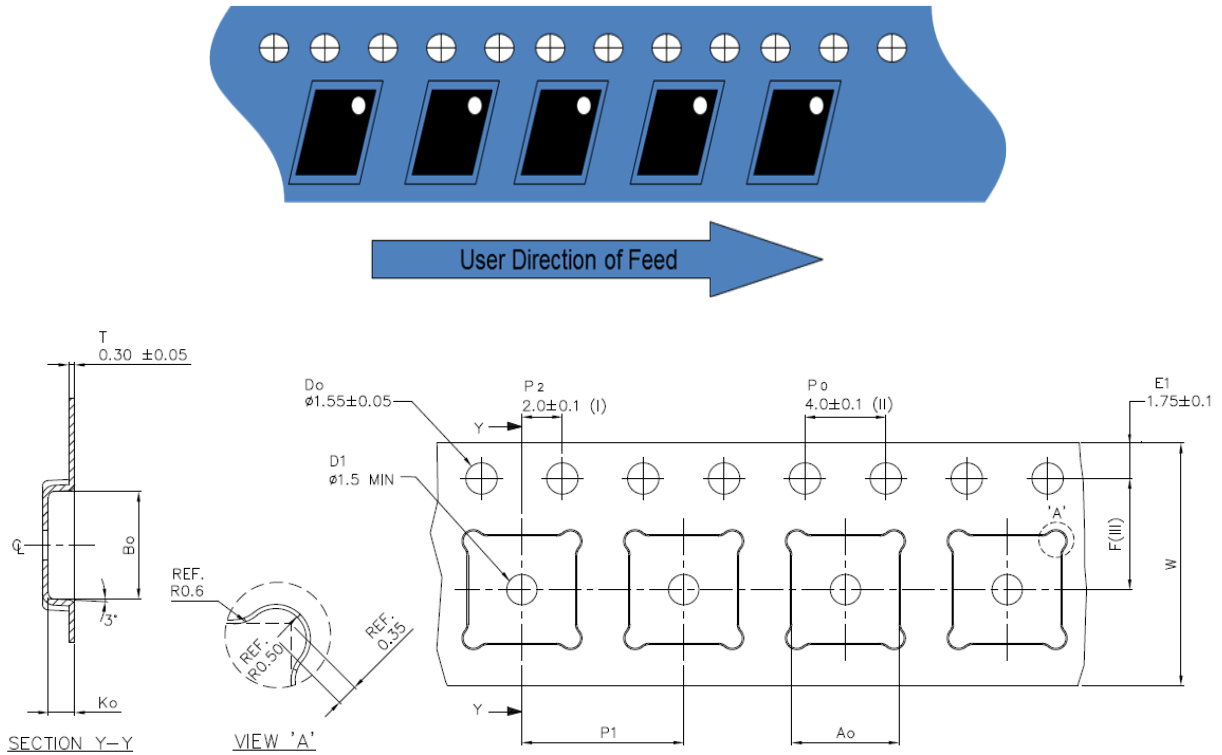 User Direction of Feed
T
0.30 ±0.05
Do
ø1.55±0.05
P2
2.0±0.1 (I)
Po
4.0±0.1 (II)
E1
1.75±0.1
Y
D1
ø1.5 MIN
'A'
F(III)
W
Bo
℄
3°
REF.
R0.6
REF.
R0.50
REF.
0.35
Ko
Y
P1
Ao
SECTION Y-Y
VIEW 'A'